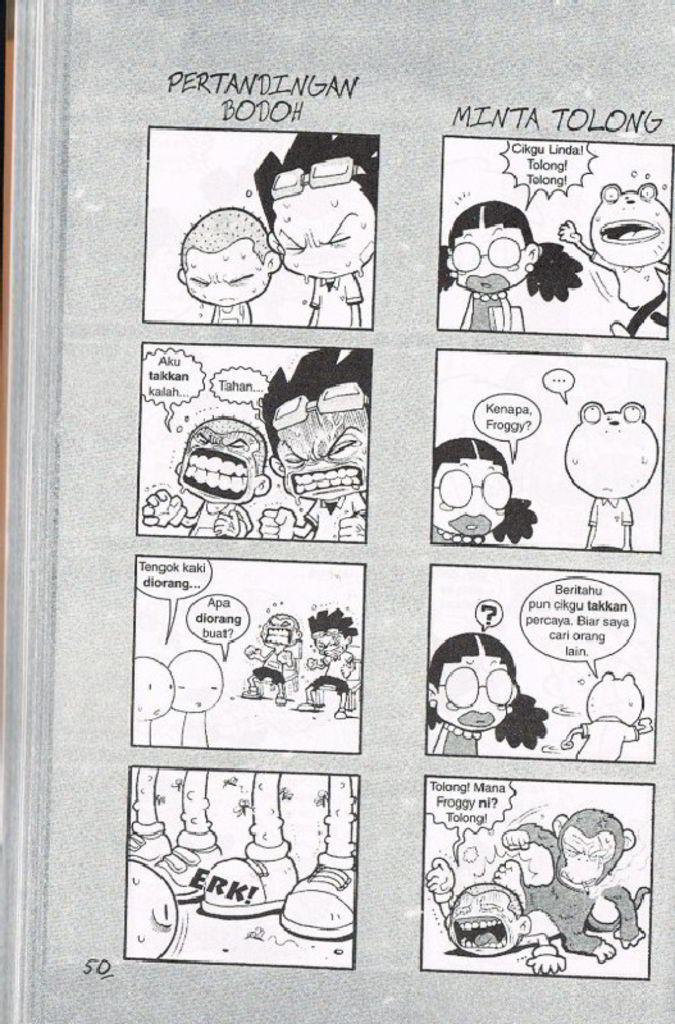 PERTANDINGAN
BODOH
Aku
takkan
kalah...
Tahan....
Tengok kaki
diorang...
Apa
diorang
buat?
ERK!
MINTA TOLONG
Cikgu Linda!
Tolong!
Tolong!
...
Kenapa,
Froggy?
?
Beritahu
pun cikgu takkan
percaya. Biar saya
cari orang
lain.
Tolong! Mana
Froggy ni?
Tolong!
50